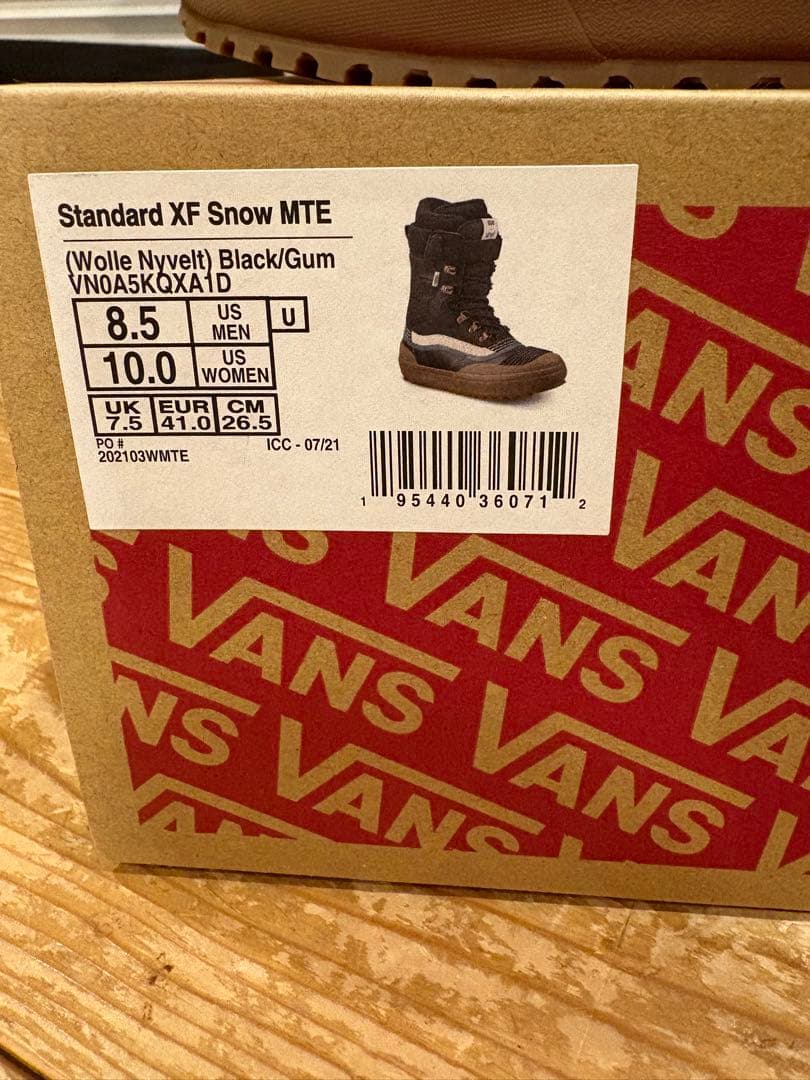 Standard XF Snow MTE
(Wolle Nyvelt) Black/Gum
VN0A5KQXA1D
8.5 US MEN U
10.0 US WOMEN
UK EUR CM
7.5 41.0 26.5
PO #
202103WMTE
ICC - 07/21
1 95440 36071 2
VANS
VANS
VANS
VANS
VANS
VANS